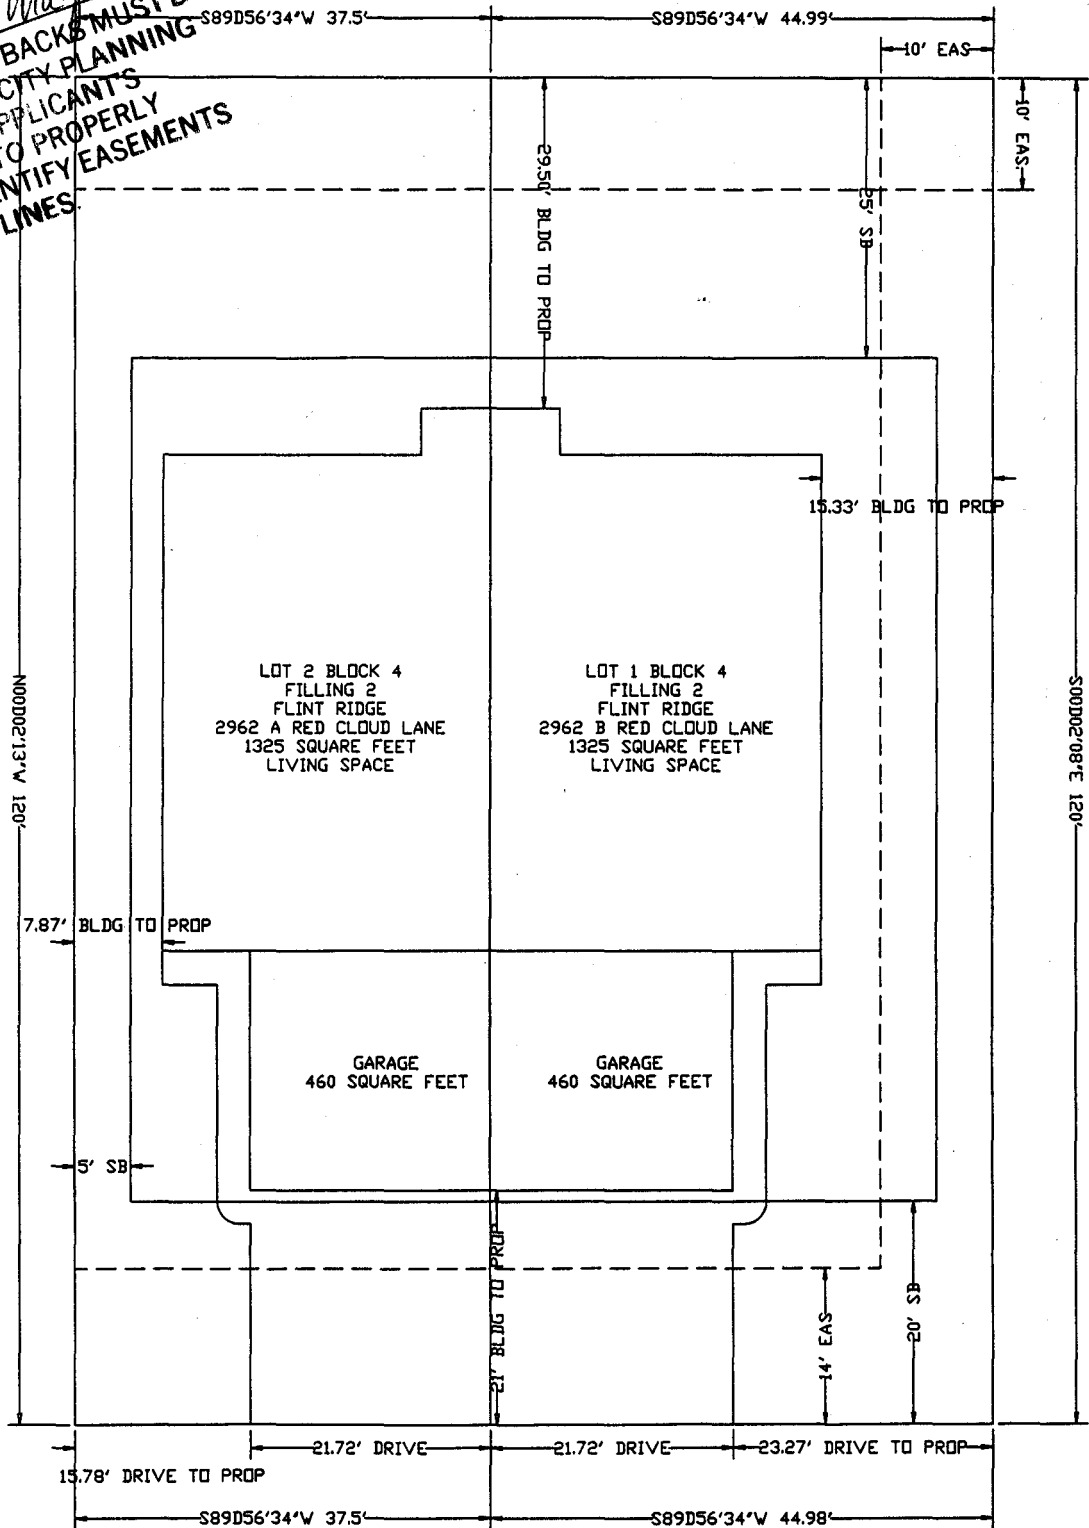 BACKS MUST B
CITY PLANNING
PPLICANT'S
TO PROPERLY
NTIFY EASEMENTS
LINES.
S89D56'34"W 37.5'
S89D56'34"W 44.99'
10' EAS
10' EAS.
29.50' BLDG TO PROP
25' SB
15.33' BLDG TO PROP
N00D02'13"W 120'
S00D02'08"E 120'
LOT 2 BLOCK 4
FILLING 2
FLINT RIDGE
2962 A RED CLOUD LANE
1325 SQUARE FEET
LIVING SPACE
LOT 1 BLOCK 4
FILLING 2
FLINT RIDGE
2962 B RED CLOUD LANE
1325 SQUARE FEET
LIVING SPACE
7.87' BLDG TO PROP
GARAGE
460 SQUARE FEET
GARAGE
460 SQUARE FEET
5' SB
21' BLDG TO PROP
14' EAS
20' SB
21.72' DRIVE
21.72' DRIVE
23.27' DRIVE TO PROP
15.78' DRIVE TO PROP
S89D56'34"W 37.5'
S89D56'34"W 44.98'